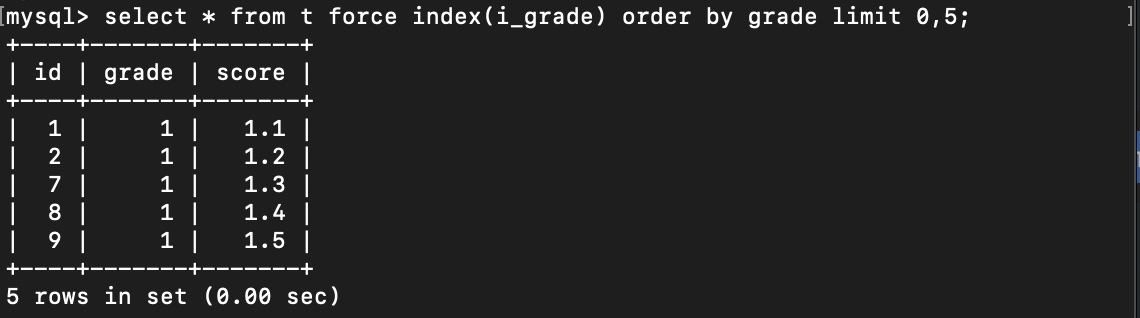 [mysql> select * from t force index(i_grade) order by grade limit 0,5; ]
+----+-------+-------+
| id | grade | score |
+----+-------+-------+
|  1 |     1 |   1.1 |
|  2 |     1 |   1.2 |
|  7 |     1 |   1.3 |
|  8 |     1 |   1.4 |
|  9 |     1 |   1.5 |
+----+-------+-------+
5 rows in set (0.00 sec)